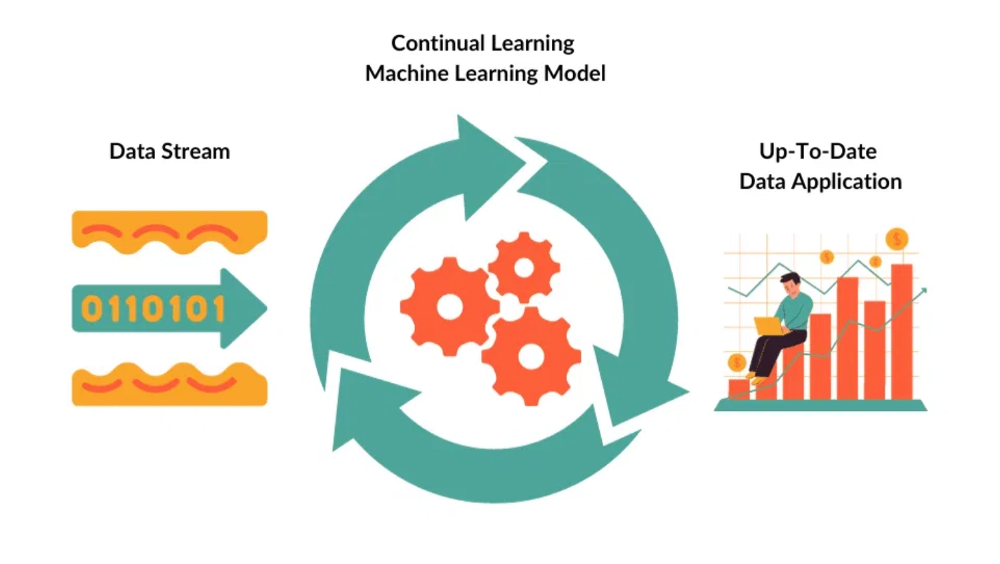 Continual Learning
Machine Learning Model
Data Stream
Up-To-Date
Data Application
0110101
$
$
$
$